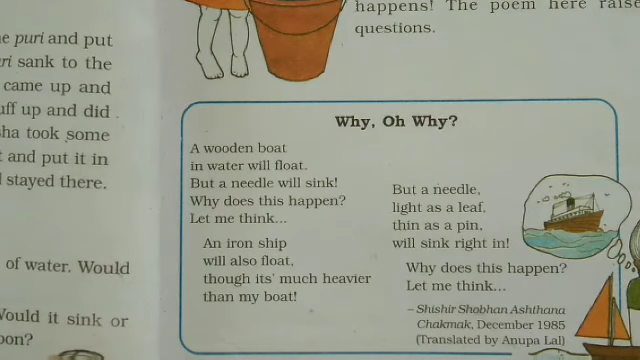 e puri and put
ri sank to the
came up and
uff up and did
ha took some
t and put it in
stayed there.
of water. Would
Would it sink or
oon?
happens! The poem here raise
questions.
Why, Oh Why?
A wooden boat
in water will float.
But a needle will sink!
Why does this happen?
Let me think...
An iron ship
will also float,
though its' much heavier
than my boat!
But a needle,
light as a leaf,
thin as a pin,
will sink right in!
Why does this happen?
Let me think...
– Shishir Shobhan Ashthana
Chakmak, December 1985
(Translated by Anupa Lal)